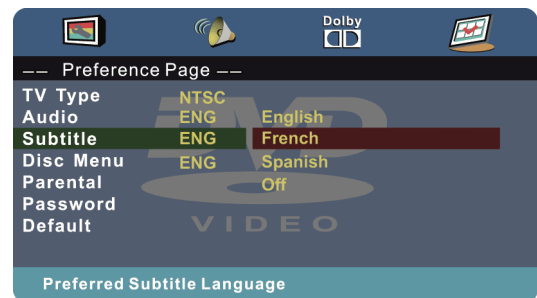 Dolby
–– Preference Page ––
TV Type NTSC
Audio ENG English
Subtitle ENG French
Disc Menu ENG Spanish
Parental Off
Password
Default
DVD
VIDEO
Preferred Subtitle Language